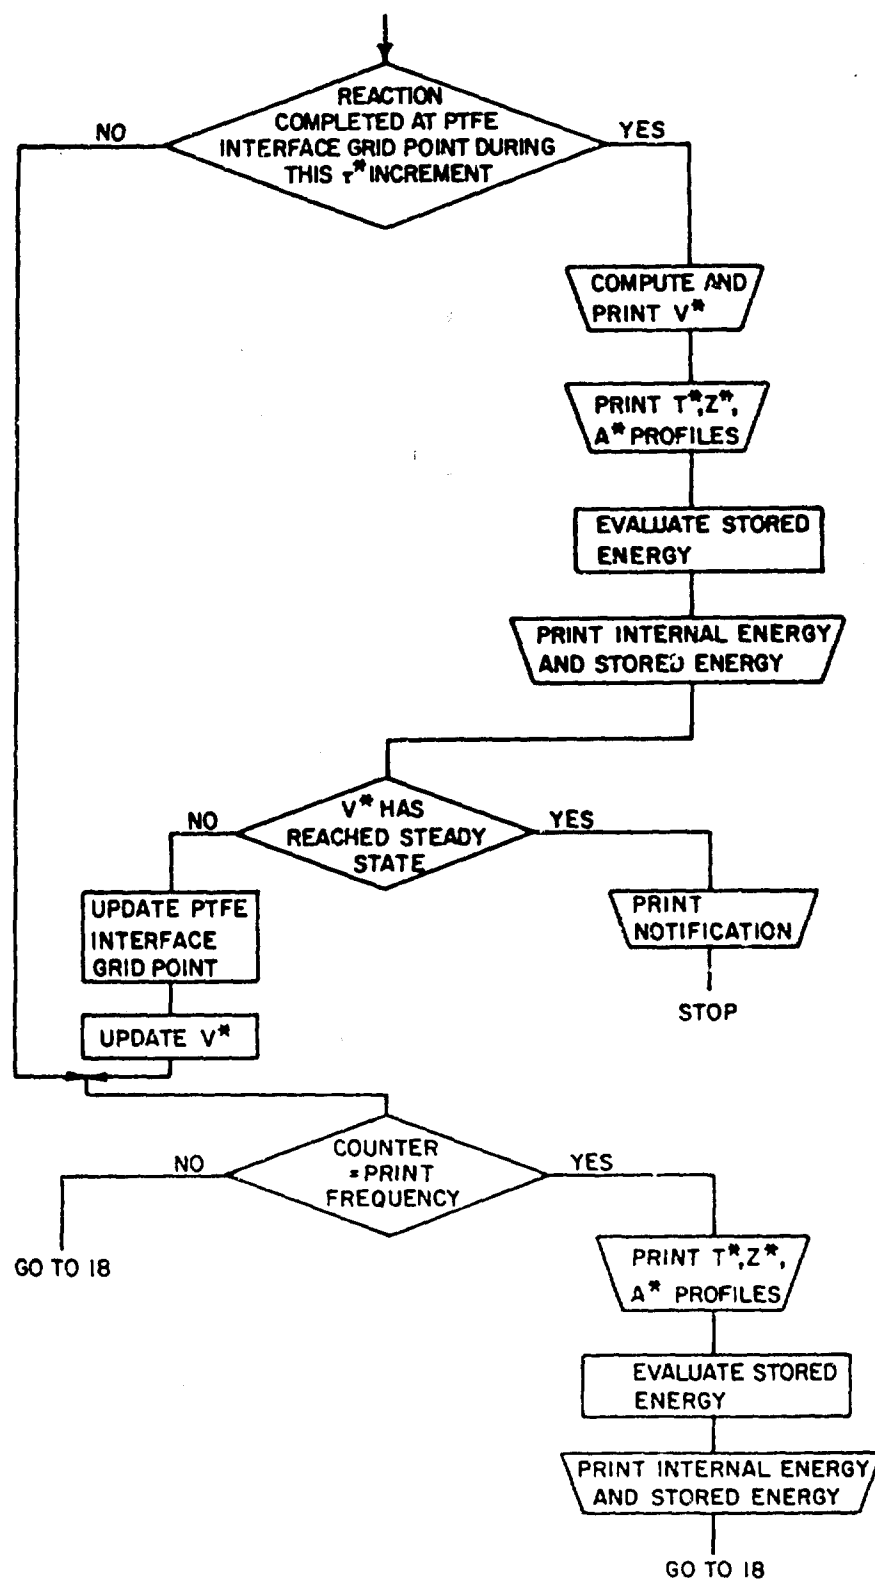 REACTION
COMPLETED AT PTFE
INTERFACE GRID POINT DURING
THIS τ* INCREMENT
NO
YES
COMPUTE AND
PRINT V*
PRINT T*,Z*,
A* PROFILES
EVALUATE STORED
ENERGY
PRINT INTERNAL ENERGY
AND STORED ENERGY
V* HAS
REACHED STEADY
STATE
NO
YES
UPDATE PTFE
INTERFACE
GRID POINT
UPDATE V*
PRINT
NOTIFICATION
STOP
COUNTER
= PRINT
FREQUENCY
NO
YES
GO TO 18
PRINT T*,Z*,
A* PROFILES
EVALUATE STORED
ENERGY
PRINT INTERNAL ENERGY
AND STORED ENERGY
GO TO 18